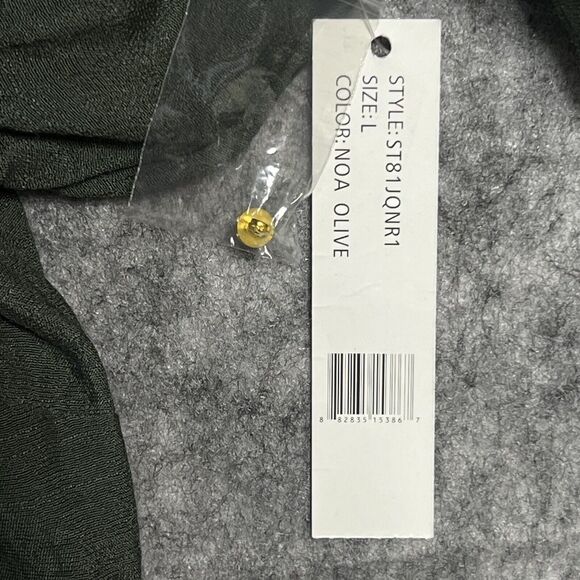 STYLE: ST81JQNR1
SIZE: L
COLOR: NOA OLIVE
8 82835 15386 7